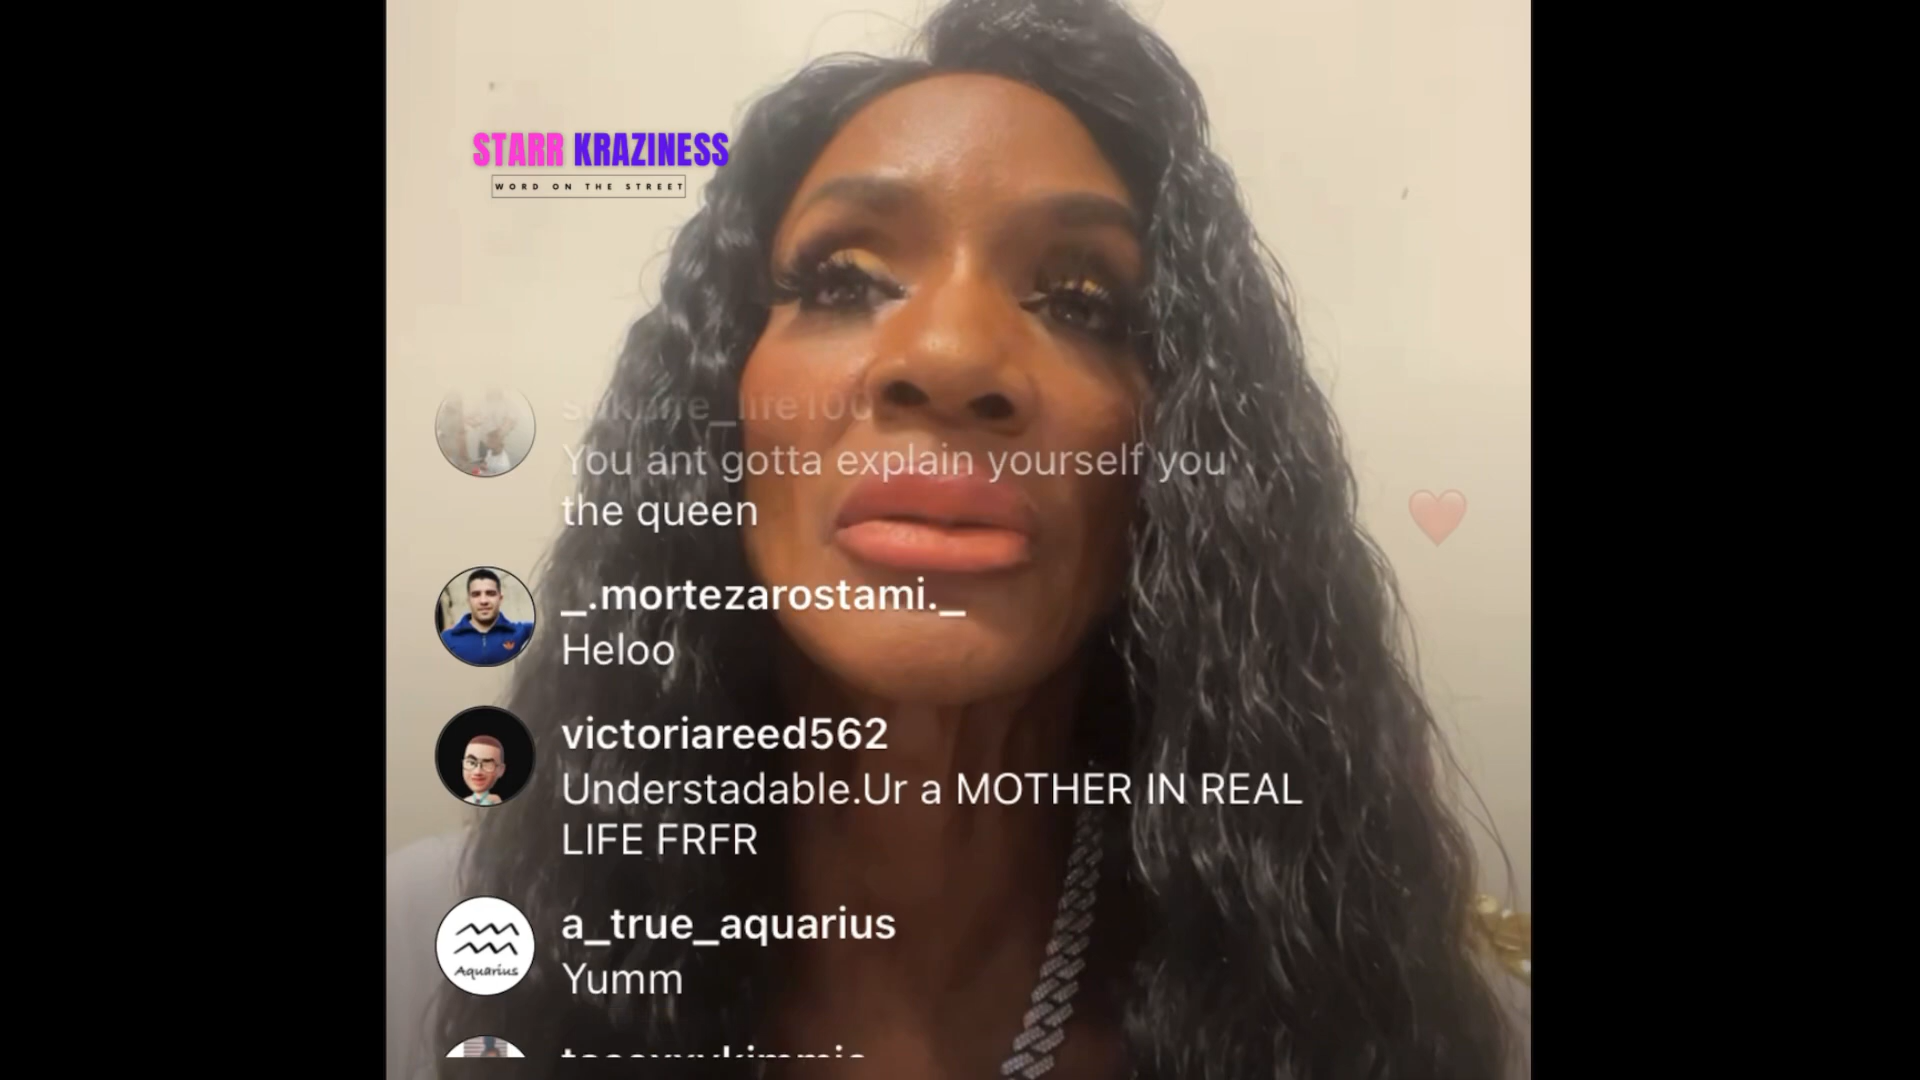 STARR KRAZINESS
WORD ON THE STREET
You ant gotta explain yourself you
the queen
_.mortezarostami._
Heloo
victoriareed562
Understadable.Ur a MOTHER IN REAL
LIFE FRFR
a_true_aquarius
Aquarius
Yumm